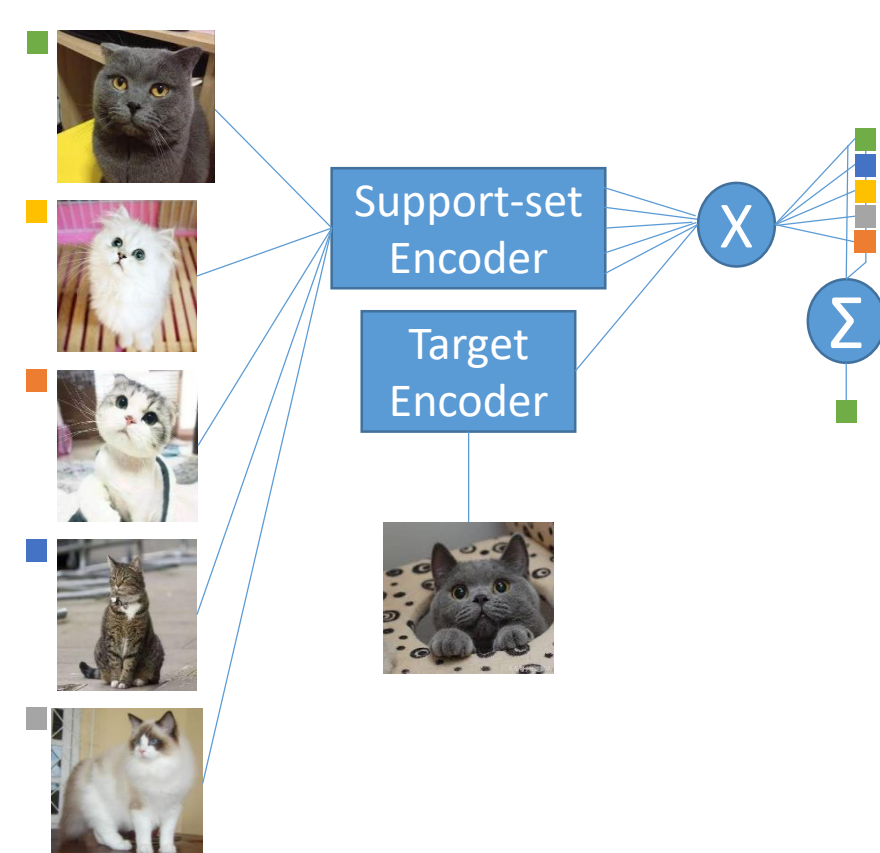 Support-set
Encoder
X
Target
Encoder
Σ